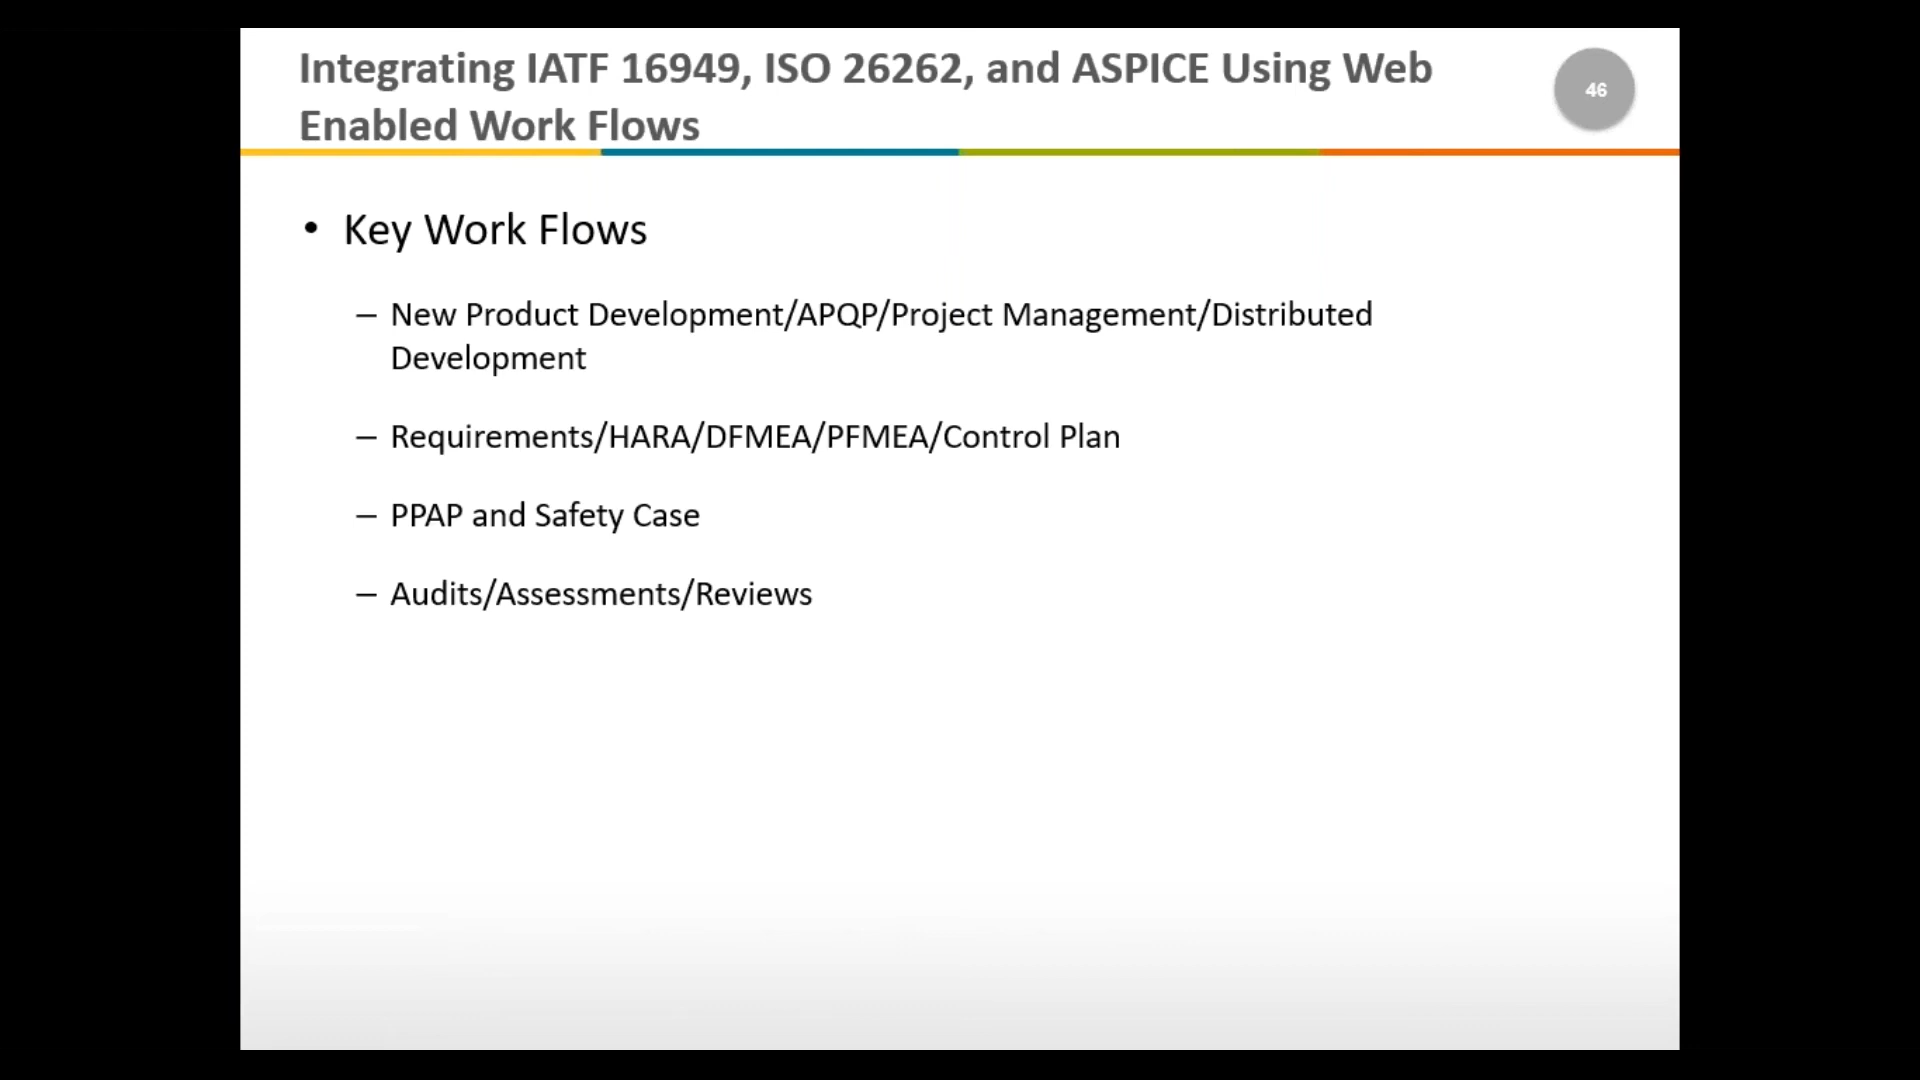 Integrating IATF 16949, ISO 26262, and ASPICE Using Web
Enabled Work Flows
46
• Key Work Flows
– New Product Development/APQP/Project Management/Distributed
Development
– Requirements/HARA/DFMEA/PFMEA/Control Plan
– PPAP and Safety Case
– Audits/Assessments/Reviews